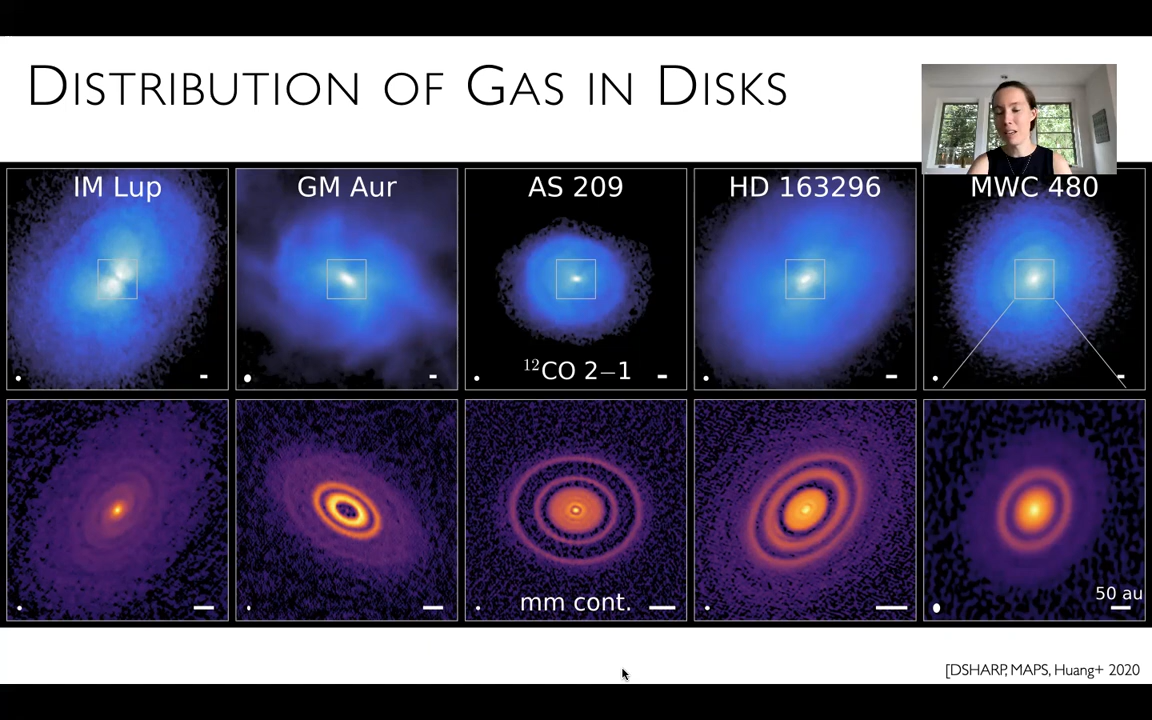 DISTRIBUTION OF GAS IN DISKS
IM Lup
GM Aur
AS 209
HD 163296
MWC 480
¹²CO 2–1
mm cont.
50 au
[DSHARP, MAPS, Huang+ 2020